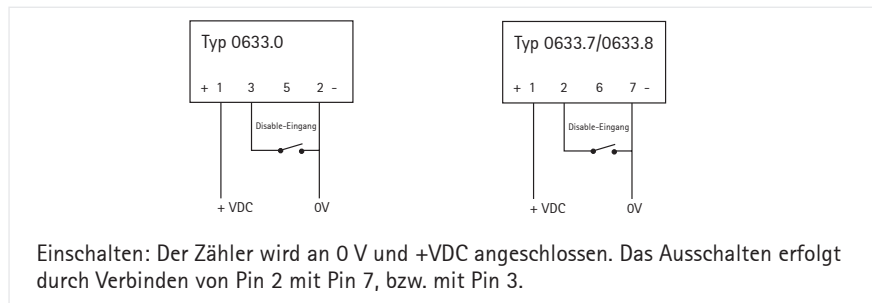 Typ 0633.0
+ 1 3 5 2 -
Disable-Eingang
+ VDC 0V
Typ 0633.7/0633.8
+ 1 2 6 7 -
Disable-Eingang
+ VDC 0V
Einschalten: Der Zähler wird an 0 V und +VDC angeschlossen. Das Ausschalten erfolgt
durch Verbinden von Pin 2 mit Pin 7, bzw. mit Pin 3.